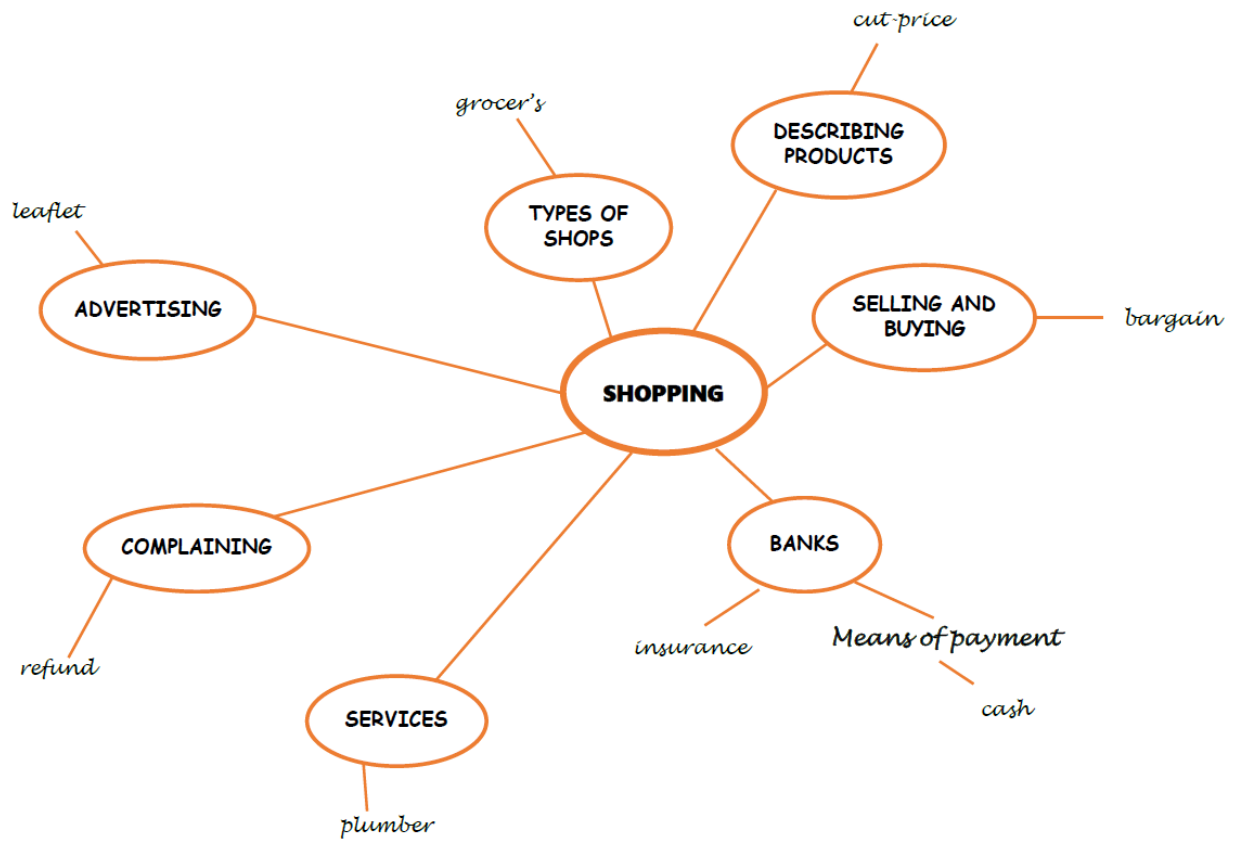 cut-price
grocer's
DESCRIBING
PRODUCTS
leaflet
TYPES OF
SHOPS
ADVERTISING
SELLING AND
BUYING
bargain
SHOPPING
COMPLAINING
BANKS
insurance
Means of payment
refund
cash
SERVICES
plumber